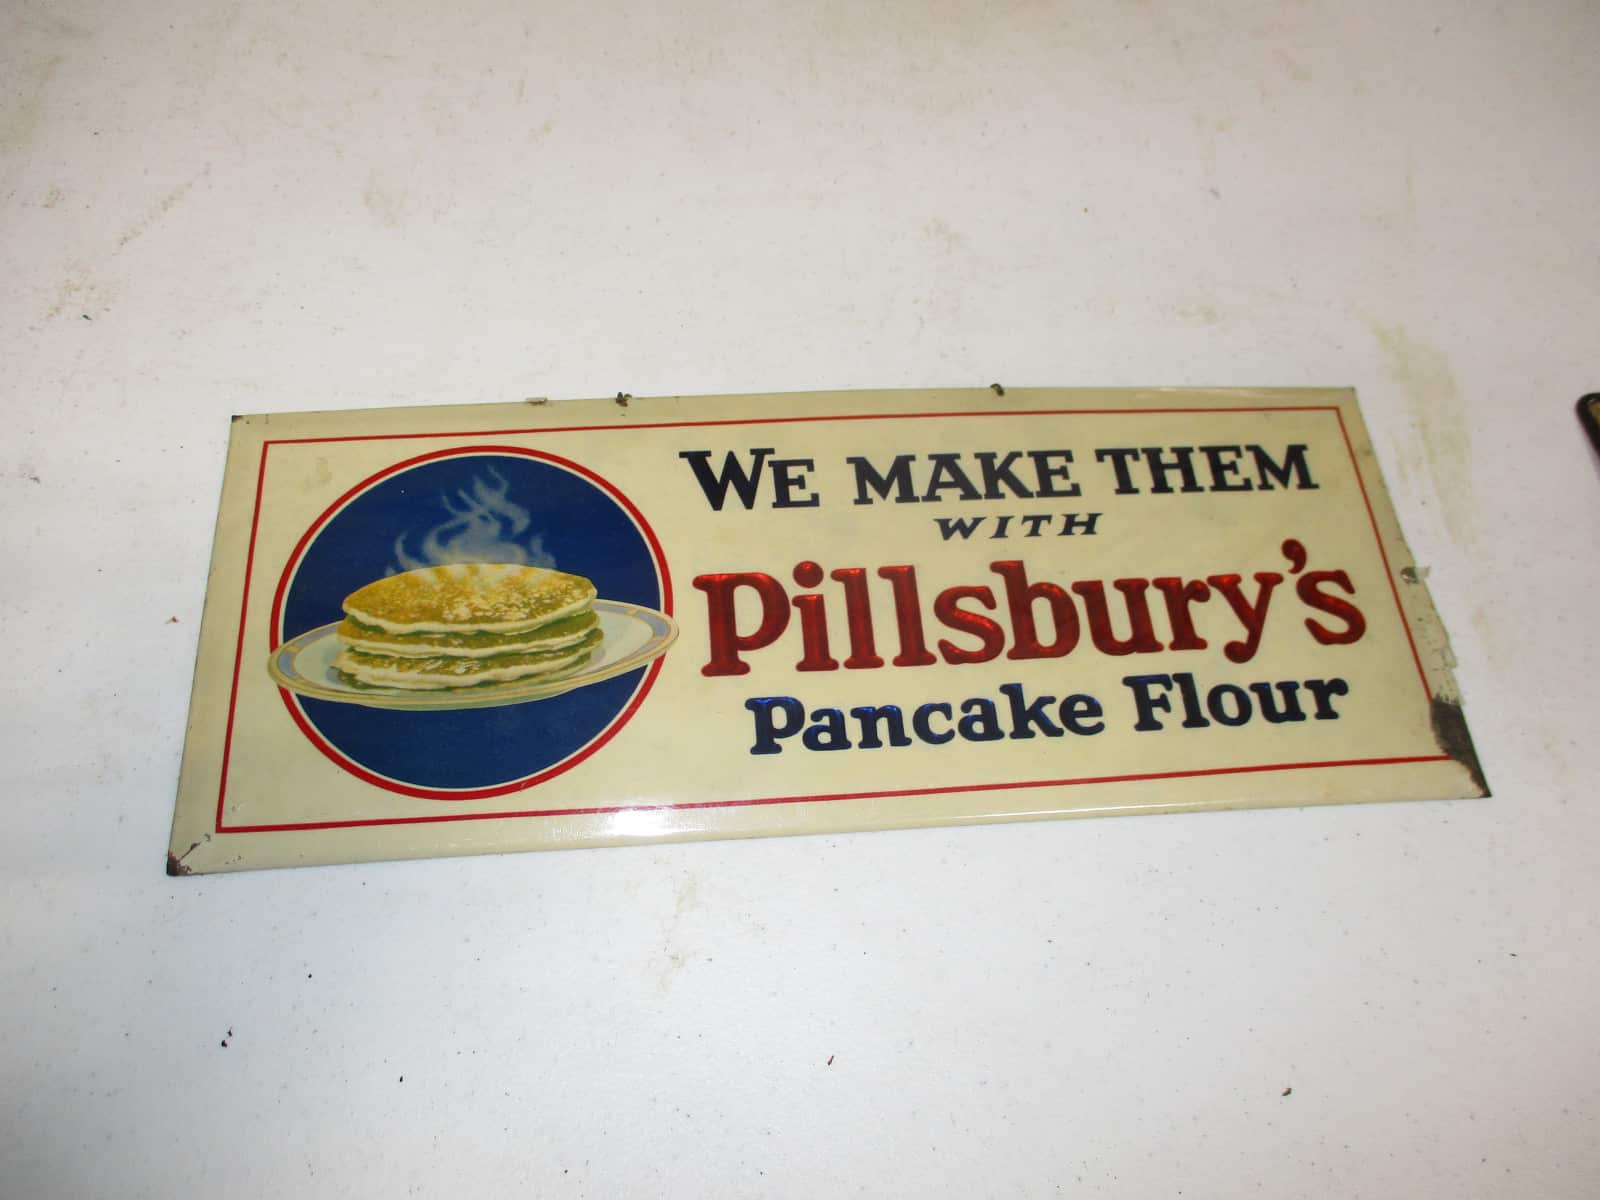 WE MAKE THEM
WITH
Pillsbury's
Pancake Flour